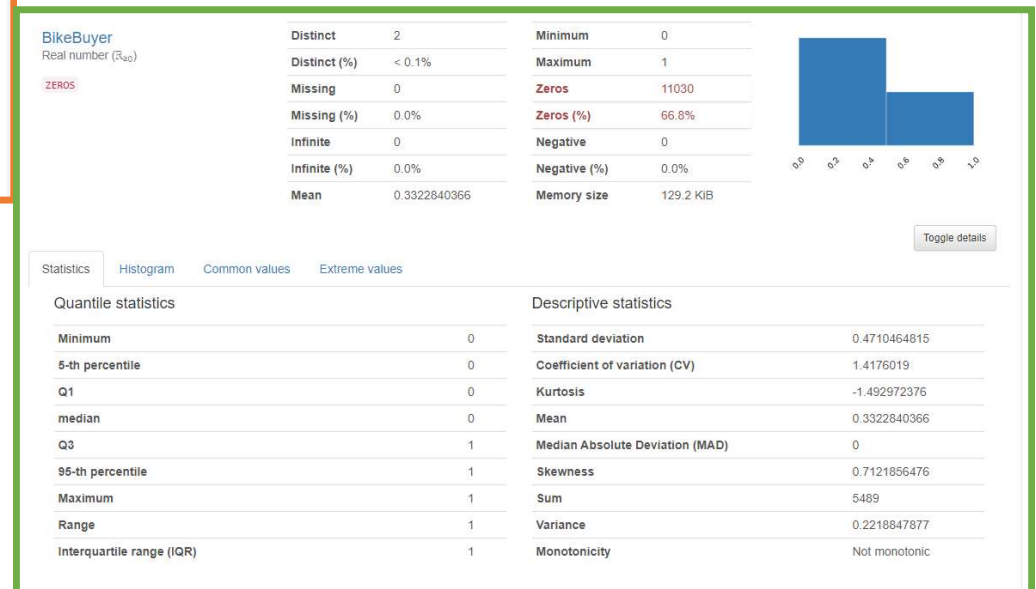 BikeBuyer
Real number (ℝ≥0)
ZEROS
Distinct 2
Distinct (%) < 0.1%
Missing 0
Missing (%) 0.0%
Infinite 0
Infinite (%) 0.0%
Mean 0.3322840366
Minimum 0
Maximum 1
Zeros 11030
Zeros (%) 66.8%
Negative 0
Negative (%) 0.0%
Memory size 129.2 KiB
0.0 0.2 0.4 0.6 0.8 1.0
Toggle details
Statistics Histogram Common values Extreme values
Quantile statistics
Minimum 0
5-th percentile 0
Q1 0
median 0
Q3 1
95-th percentile 1
Maximum 1
Range 1
Interquartile range (IQR) 1
Descriptive statistics
Standard deviation 0.4710464815
Coefficient of variation (CV) 1.4176019
Kurtosis -1.492972376
Mean 0.3322840366
Median Absolute Deviation (MAD) 0
Skewness 0.7121856476
Sum 5489
Variance 0.2218847877
Monotonicity Not monotonic